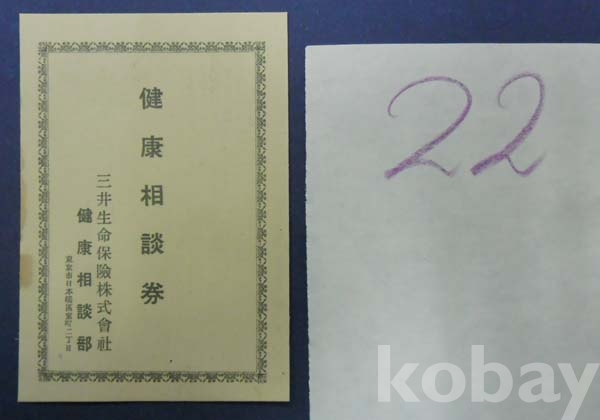 健康相談券
三井生命保險株式會社
健康相談部
東京市日本橋區室町二丁目
22
kobay